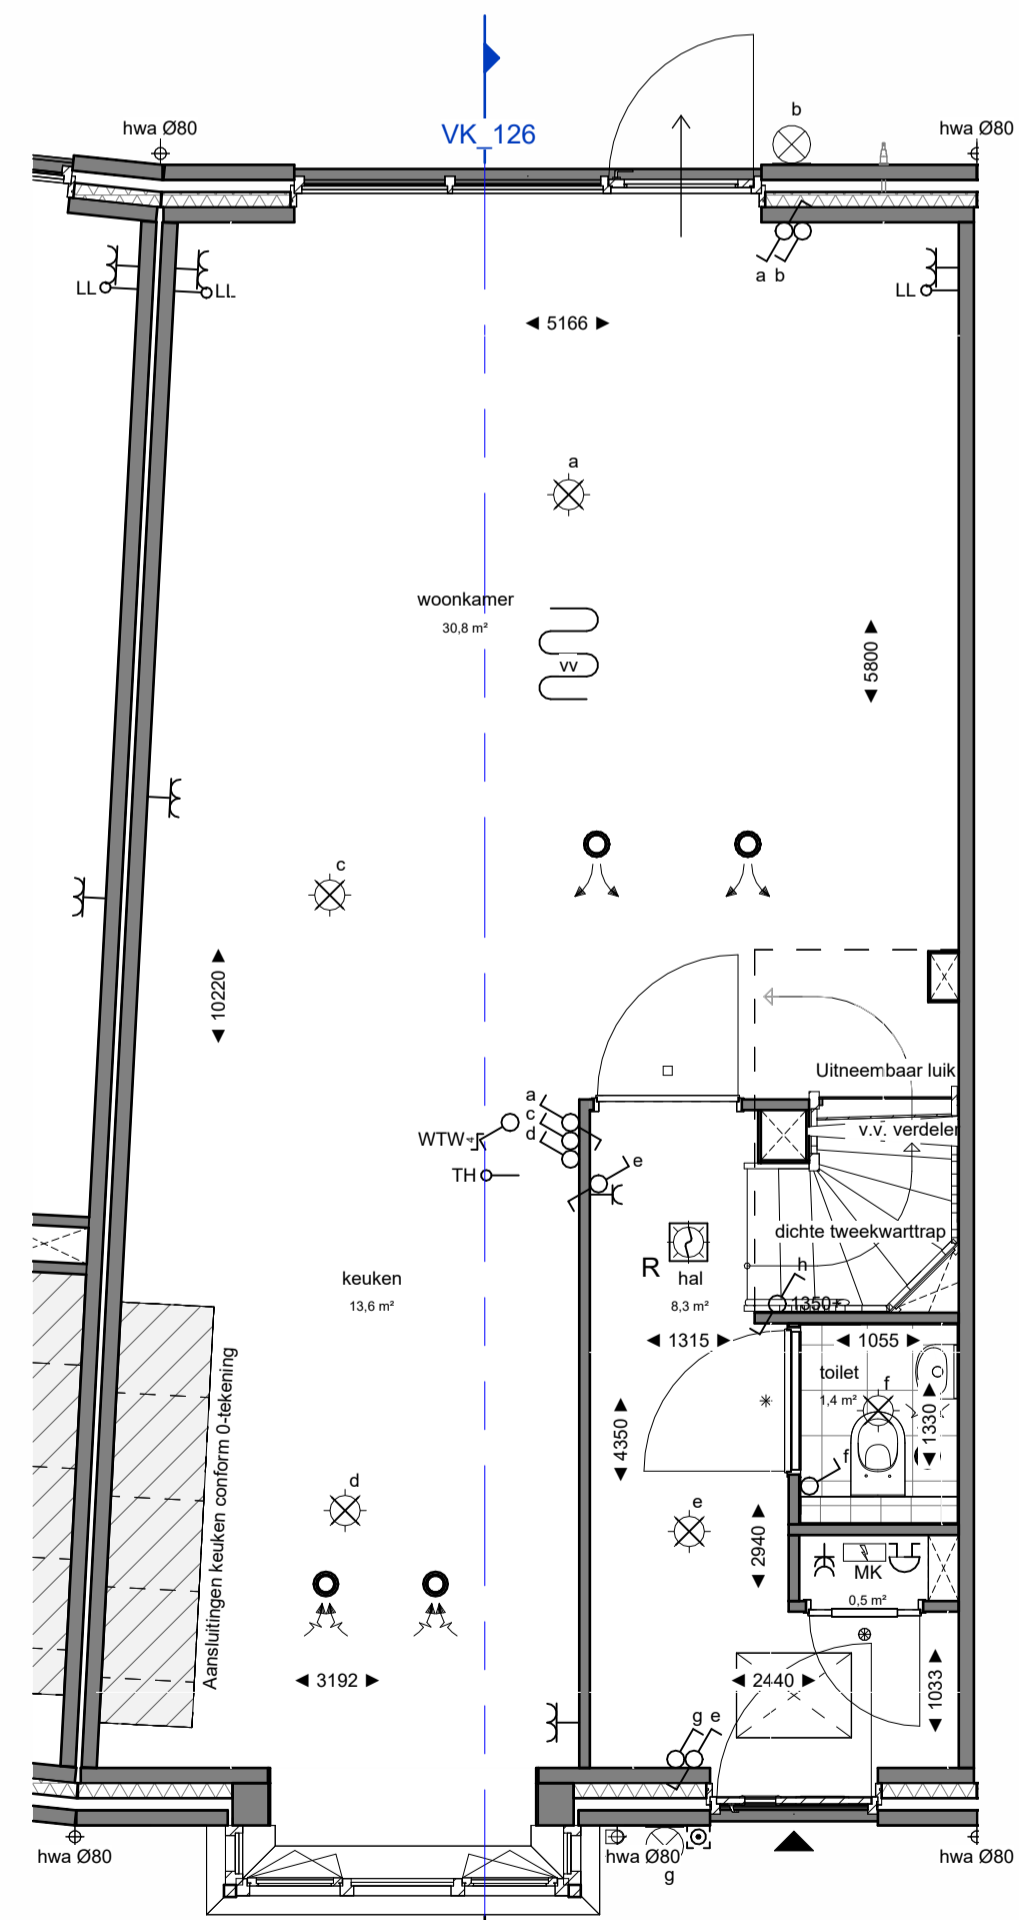 b
hwa Ø80
VK_126
hwa Ø80
a b
LL
LL
LL
5166
a
woonkamer
30,8 m²
vv
5800
c
10220
Uitneembaar luik
a
c
d
WTW
4
v.v. verdeler
e
TH
dichte tweekwarttrap
R
hal
8,3 m²
keuken
13,6 m²
h
1350+
1315
1055
toilet
1,4 m²
f
1330
4350
Aansluitingen keuken conform 0-tekening
f
d
e
2940
MK
0,5 m²
3192
2440
1033
g e
hwa Ø80
hwa Ø80
g
hwa Ø80